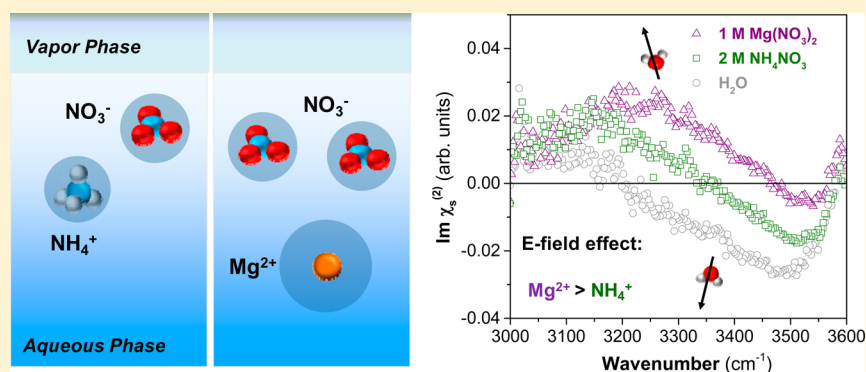 Vapor Phase
NO₃⁻
NH₄⁺
Aqueous Phase
NO₃⁻
Mg²⁺
Im χₛ⁽²⁾ (arb. units)
0.04
0.02
0.00
-0.02
-0.04
1 M Mg(NO₃)₂
2 M NH₄NO₃
H₂O
E-field effect:
Mg²⁺ > NH₄⁺
3000 3100 3200 3300 3400 3500 3600
Wavenumber (cm⁻¹)